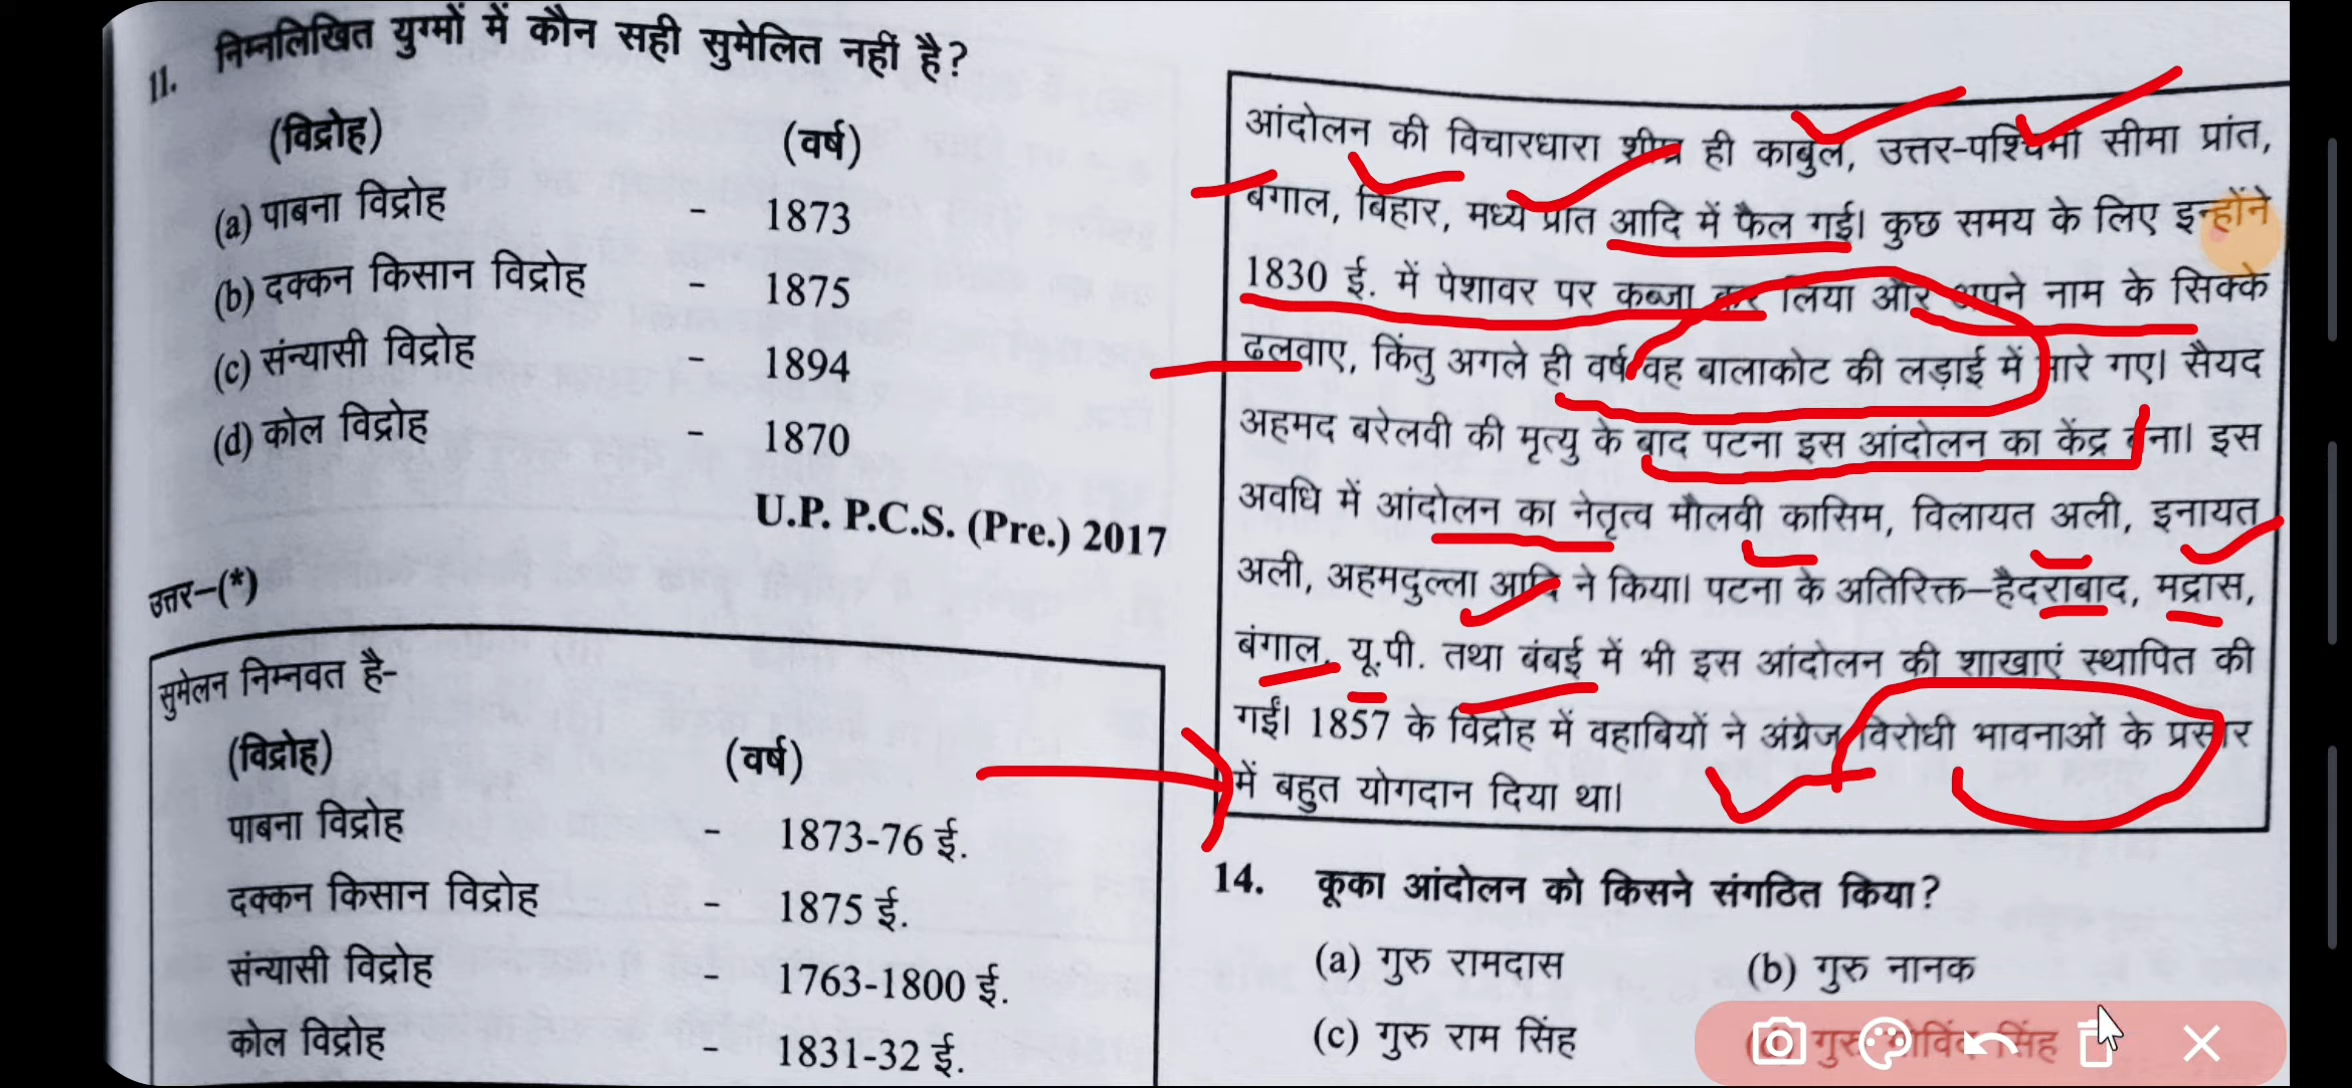 11. निम्नलिखित युग्मों में कौन सही सुमेलित नहीं है?
(विद्रोह) (वर्ष)
(a) पाबना विद्रोह - 1873
(b) दक्कन किसान विद्रोह - 1875
(c) संन्यासी विद्रोह - 1894
(d) कोल विद्रोह - 1870
U.P. P.C.S. (Pre.) 2017
उत्तर–(*)
सुमेलन निम्नवत है-
(विद्रोह) (वर्ष)
पाबना विद्रोह - 1873-76 ई.
दक्कन किसान विद्रोह - 1875 ई.
संन्यासी विद्रोह - 1763-1800 ई.
कोल विद्रोह - 1831-32 ई.
आंदोलन की विचारधारा शीघ्र ही काबुल, उत्तर-पश्चिमी सीमा प्रांत,
बंगाल, बिहार, मध्य प्रांत आदि में फैल गई। कुछ समय के लिए इन्होंने
1830 ई. में पेशावर पर कब्जा कर लिया और अपने नाम के सिक्के
ढलवाए, किंतु अगले ही वर्ष वह बालाकोट की लड़ाई में मारे गए। सैयद
अहमद बरेलवी की मृत्यु के बाद पटना इस आंदोलन का केंद्र बना। इस
अवधि में आंदोलन का नेतृत्व मौलवी कासिम, विलायत अली, इनायत
अली, अहमदुल्ला आदि ने किया। पटना के अतिरिक्त–हैदराबाद, मद्रास,
बंगाल, यू.पी. तथा बंबई में भी इस आंदोलन की शाखाएं स्थापित की
गईं। 1857 के विद्रोह में वहाबियों ने अंग्रेज विरोधी भावनाओं के प्रसार
में बहुत योगदान दिया था।
14. कूका आंदोलन को किसने संगठित किया?
(a) गुरु रामदास (b) गुरु नानक
(c) गुरु राम सिंह (d) गुरु गोविंद सिंह